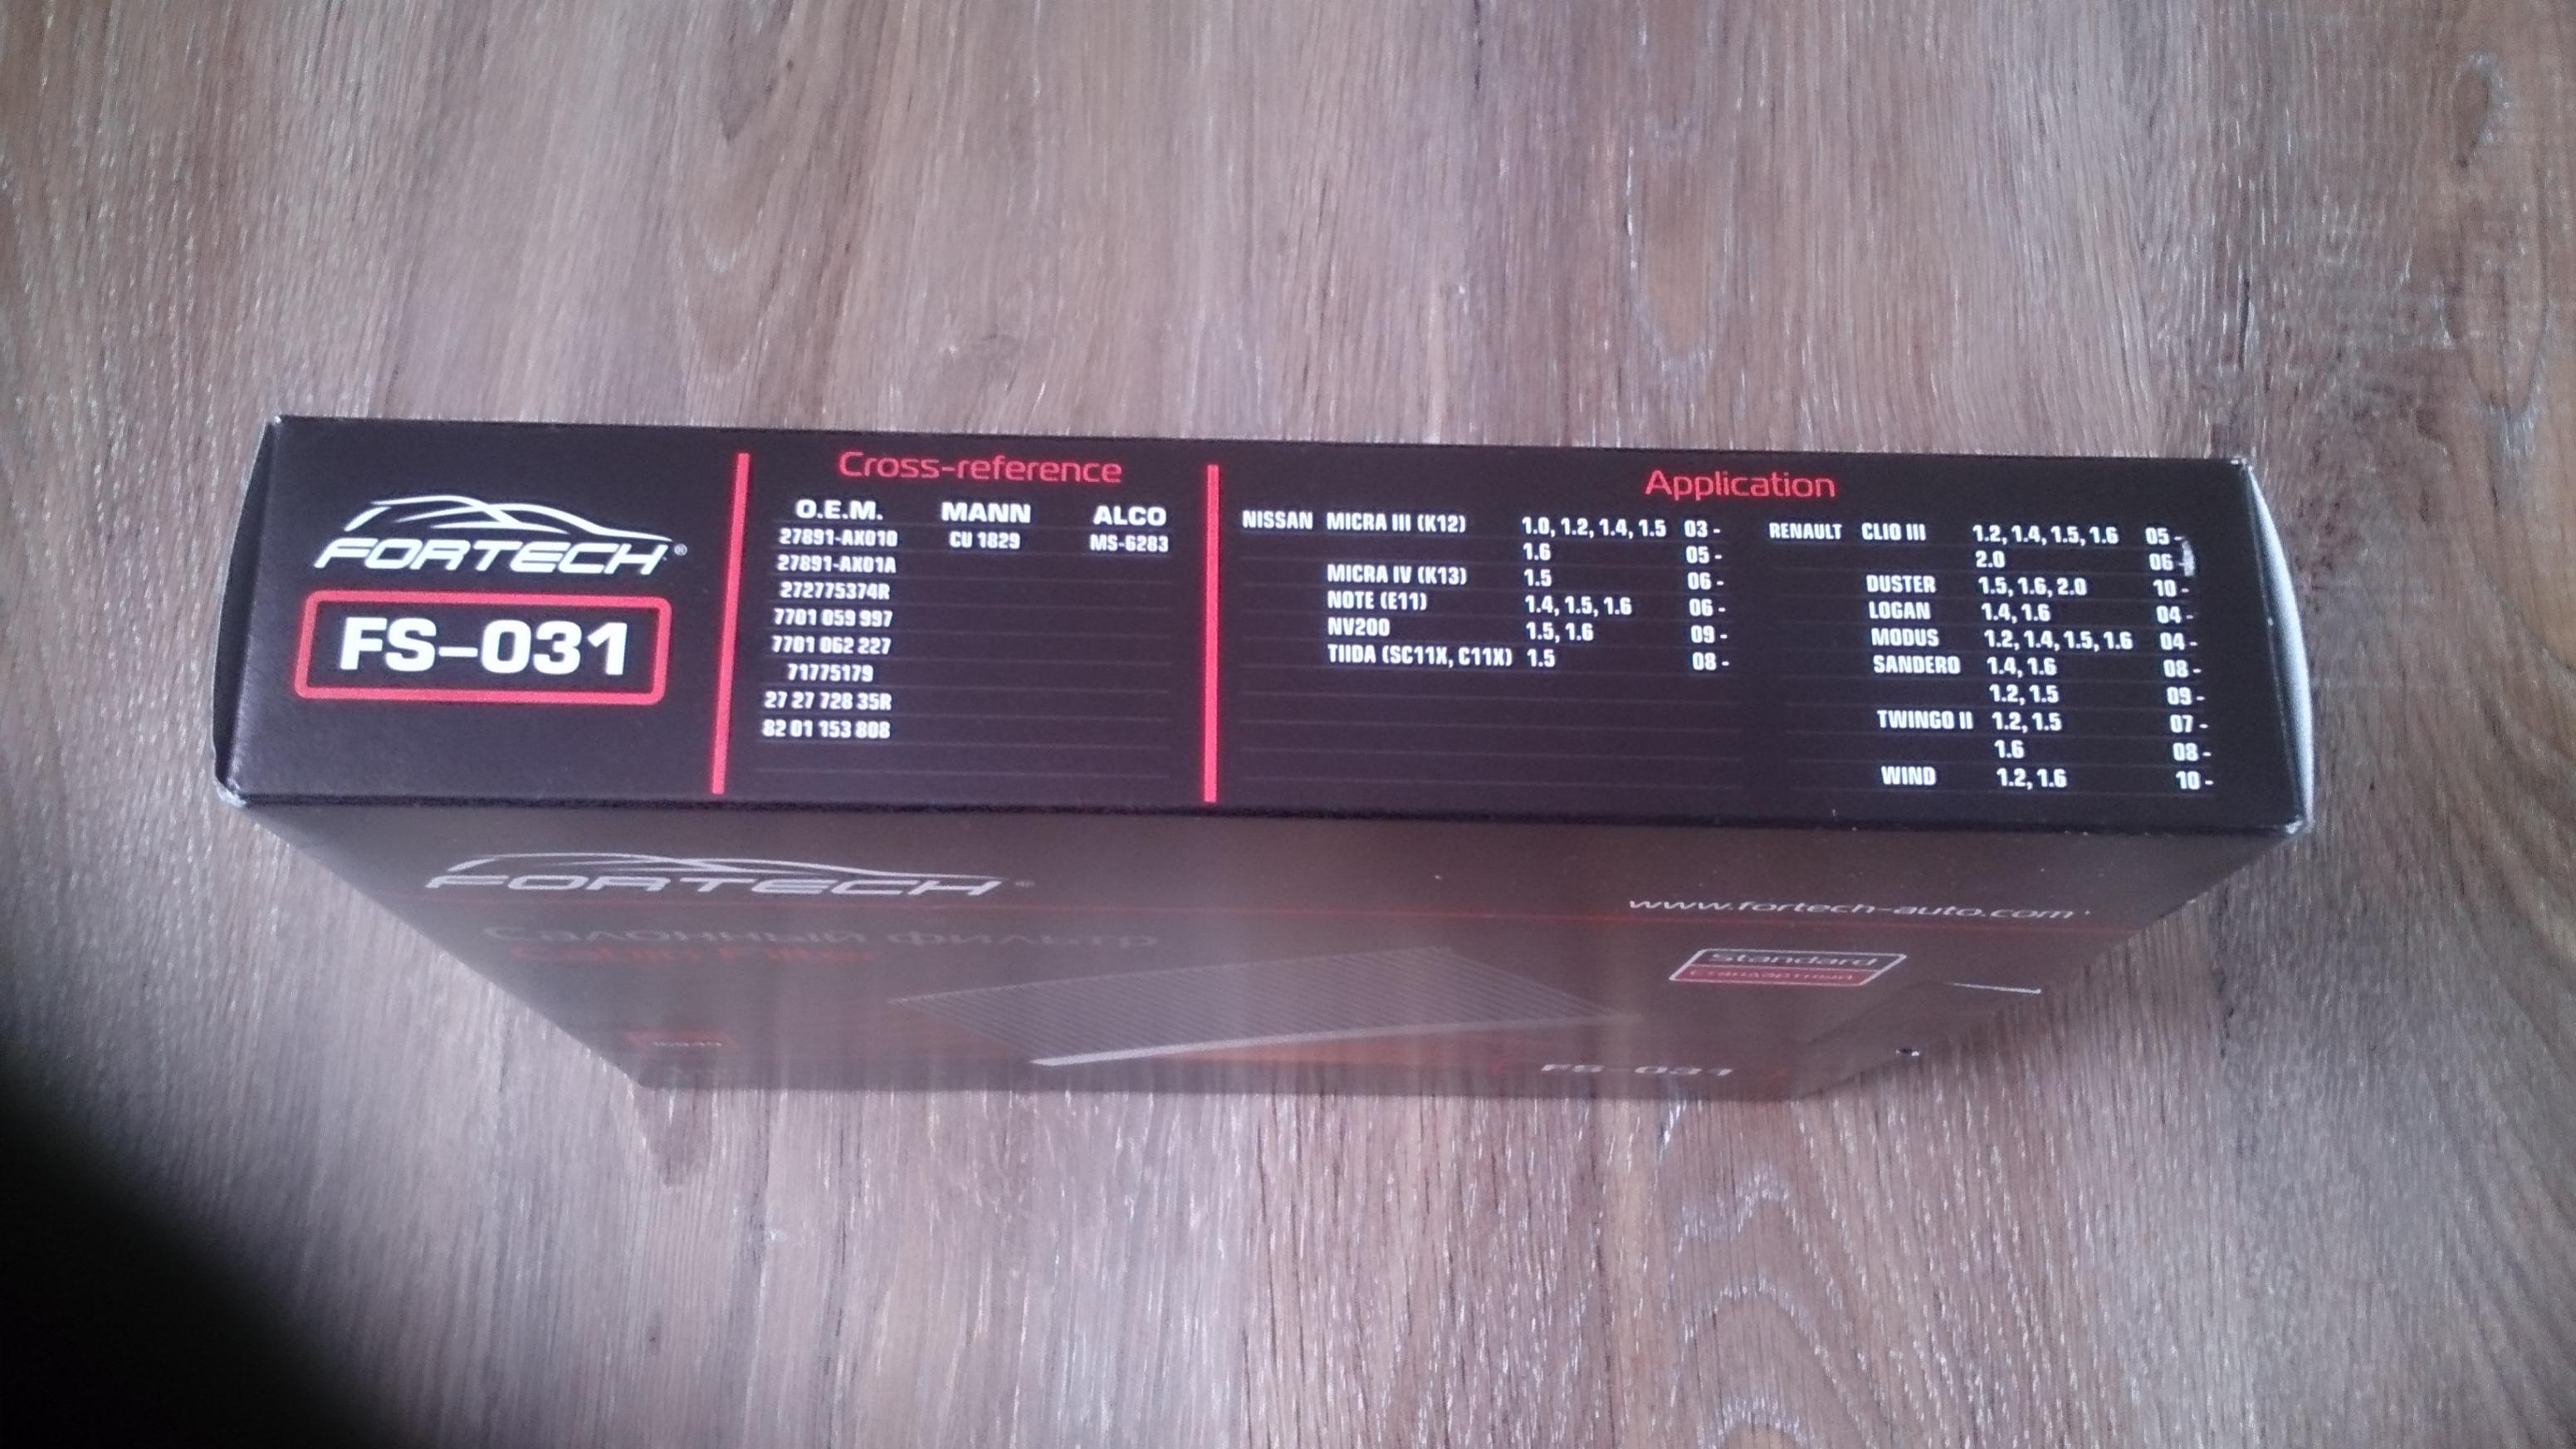 FORTECH®
FS-031
Cross-reference
O.E.M. MANN ALCO
27891-AX010 CU 1829 MS-6283
27891-AX01A
272775374R
7701 059 997
7701 062 227
71775179
27 27 728 35R
82 01 153 808
Application
NISSAN MICRA III (K12) 1.0, 1.2, 1.4, 1.5 03 -
1.6 05 -
MICRA IV (K13) 1.5 06 -
NOTE (E11) 1.4, 1.5, 1.6 06 -
NV200 1.5, 1.6 09 -
TIIDA (SC11X, C11X) 1.5 08 -
RENAULT CLIO III 1.2, 1.4, 1.5, 1.6 05 -
2.0 06 -
DUSTER 1.5, 1.6, 2.0 10 -
LOGAN 1.4, 1.6 04 -
MODUS 1.2, 1.4, 1.5, 1.6 04 -
SANDERO 1.4, 1.6 08 -
1.2, 1.5 09 -
TWINGO II 1.2, 1.5 07 -
1.6 08 -
WIND 1.2, 1.6 10 -
FORTECH®
www.fortech-auto.com
Салонный фильтр
Cabin Filter
Standard
Стандартный
FS-031